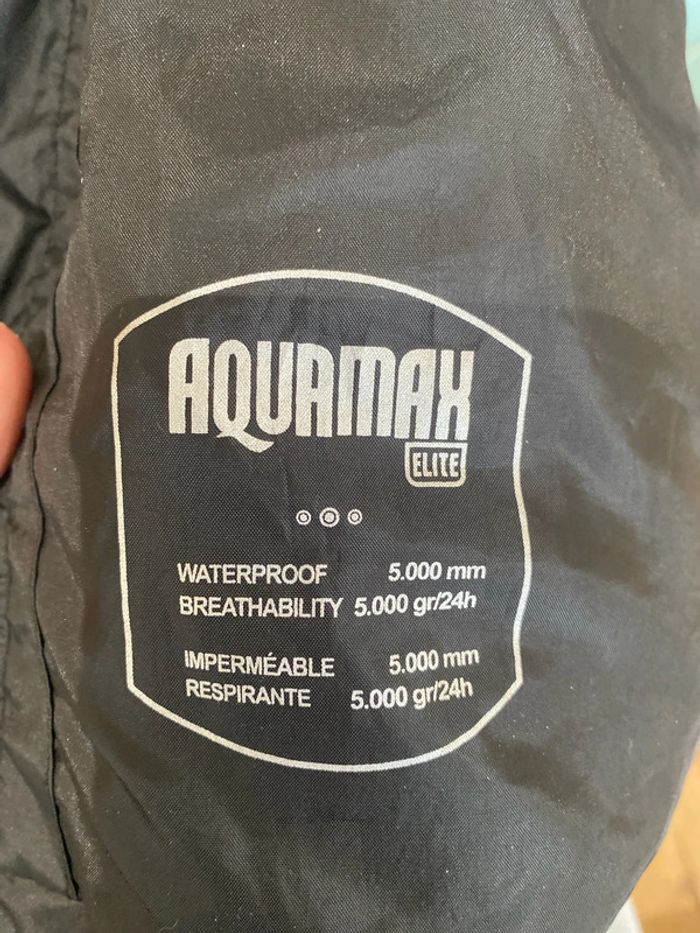 AQUAMAX
ELITE
WATERPROOF 5.000 mm
BREATHABILITY 5.000 gr/24h
IMPERMÉABLE 5.000 mm
RESPIRANTE 5.000 gr/24h